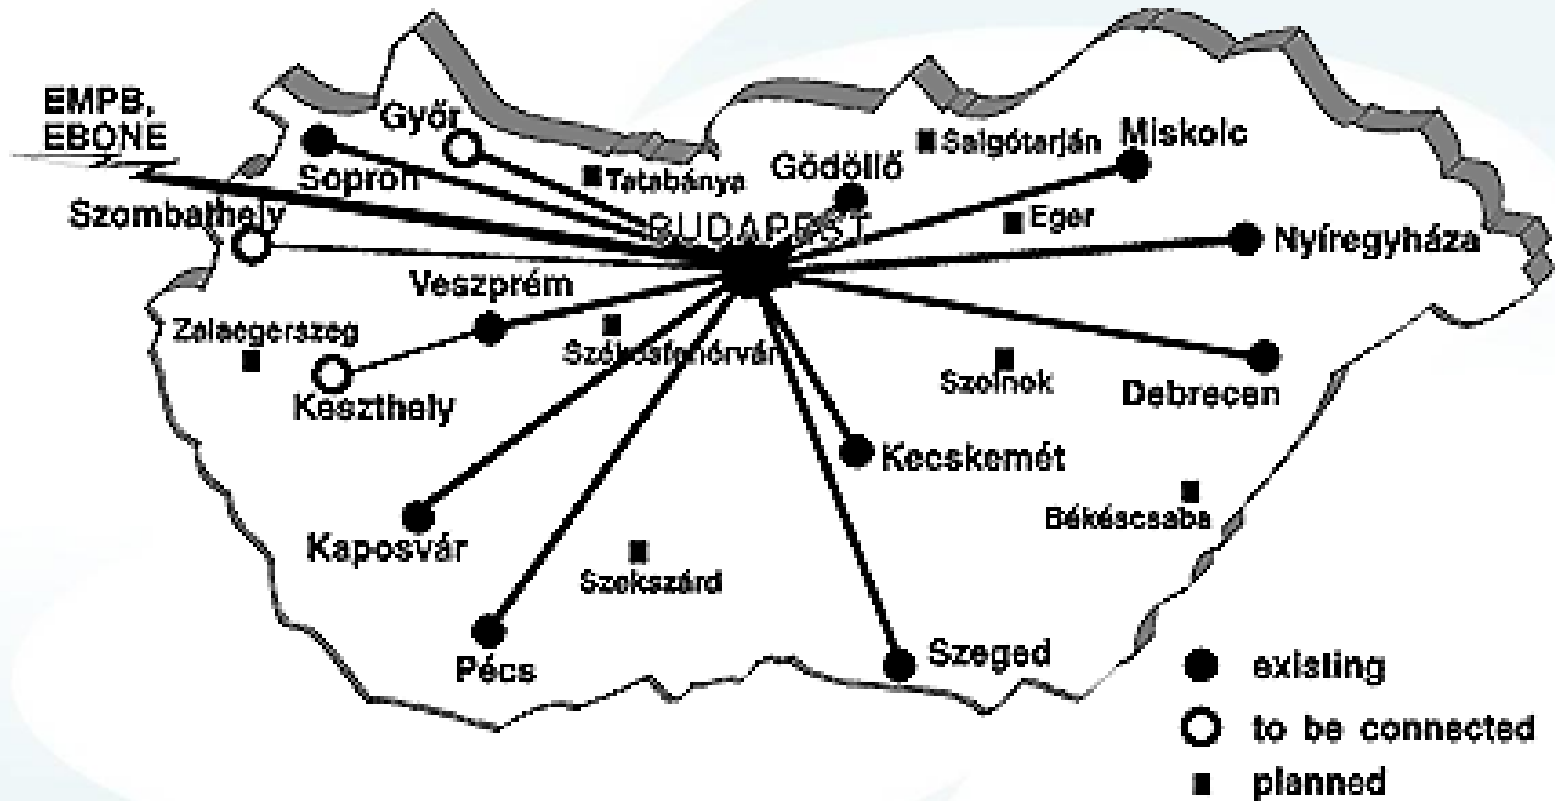 EMPB,
EBONE
Győr
Sopron
Tatabánya
Gödöllő
Salgótarján
Miskolc
Szombathely
BUDAPEST
Eger
Nyíregyháza
Veszprém
Zalaegerszeg
Székesfehérvár
Keszthely
Szolnok
Debrecen
Kecskemét
Kaposvár
Békéscsaba
Szekszárd
Pécs
Szeged
existing
to be connected
planned